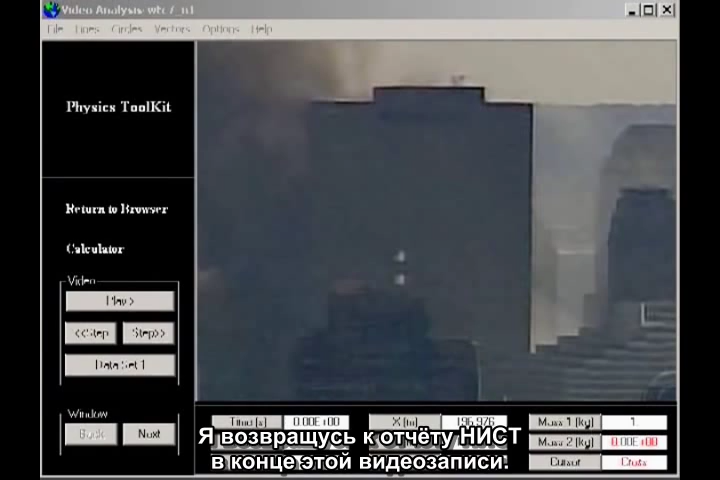 Video Analysis wtc7_n1
File Lines Circles Vectors Options Help
Physics ToolKit
Return to Browser
Calculator
Video
Play>
<<Step Step>>
Data Set 1
Window
Back Next
Time (s) 0.00E+00 X (m) 196.976 Mass 1 (kg) 1.
Mass 2 (kg) 0.00E+00
Cursor
Я возвращусь к отчёту НИСТ
в конце этой видеозаписи.